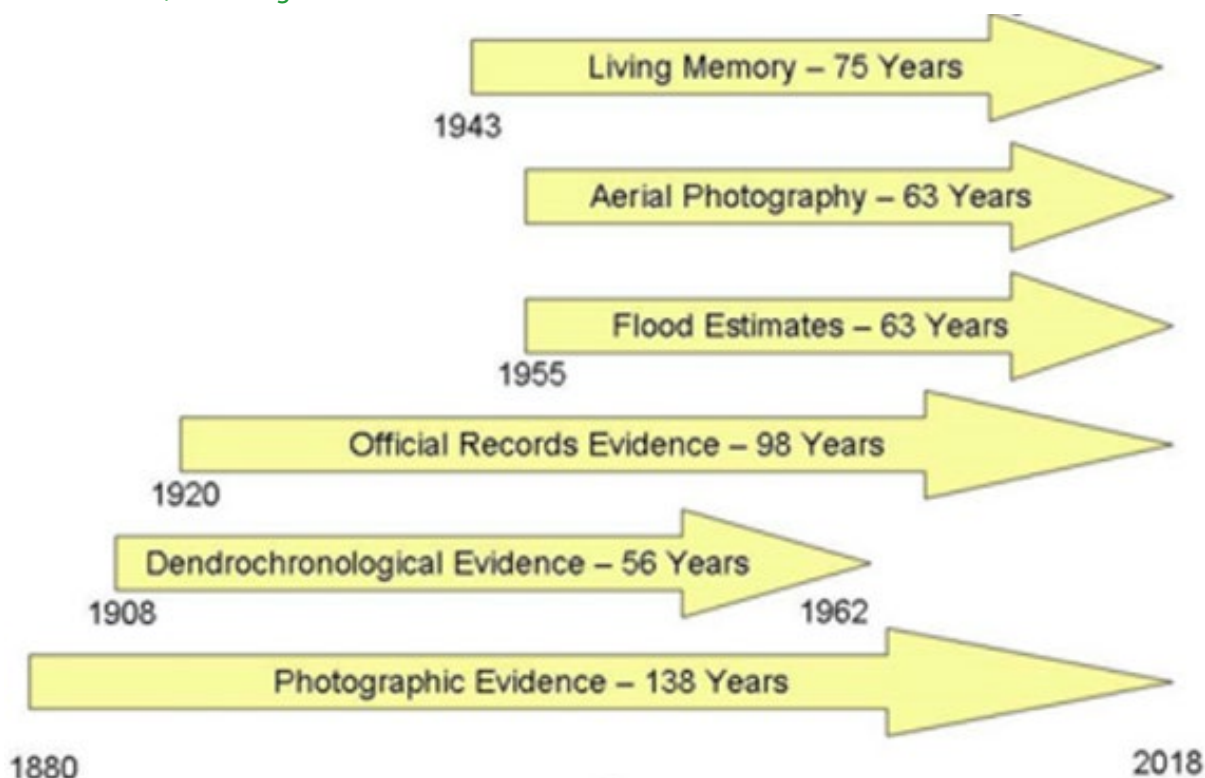 Living Memory – 75 Years
1943
Aerial Photography – 63 Years
Flood Estimates – 63 Years
1955
Official Records Evidence – 98 Years
1920
Dendrochronological Evidence – 56 Years
1908 1962
Photographic Evidence – 138 Years
1880 2018